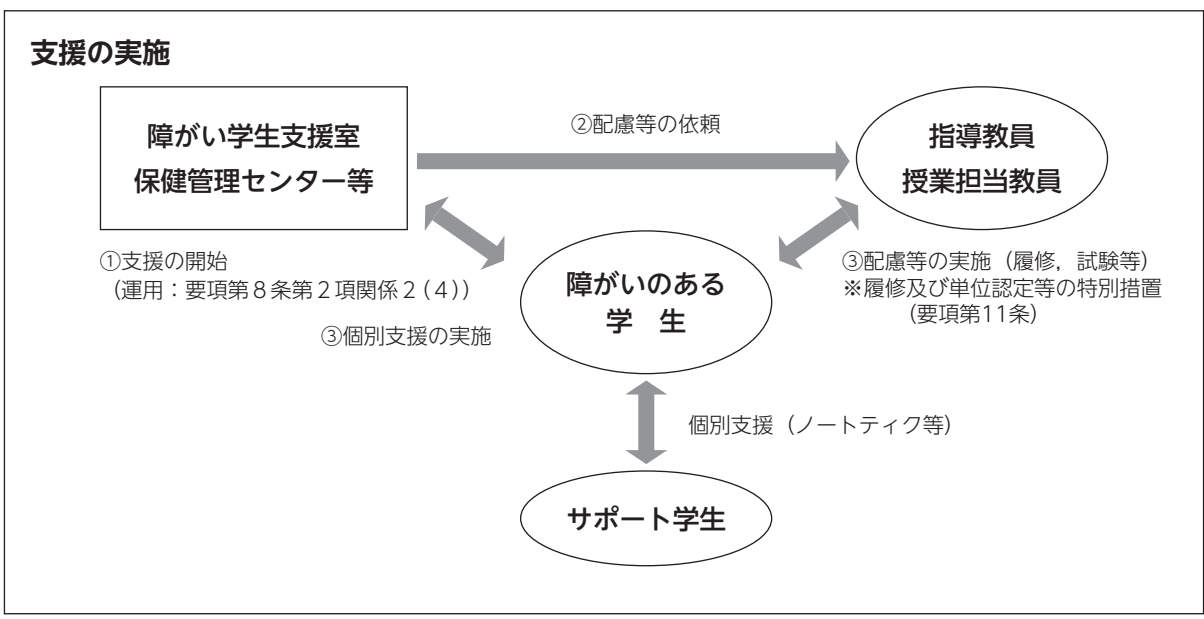 支援の実施
障がい学生支援室
保健管理センター等
②配慮等の依頼
指導教員
授業担当教員
①支援の開始
（運用：要項第８条第２項関係２(４)）
③個別支援の実施
障がいのある
学　生
③配慮等の実施（履修，試験等）
※履修及び単位認定等の特別措置
（要項第11条）
個別支援（ノートティク等）
サポート学生